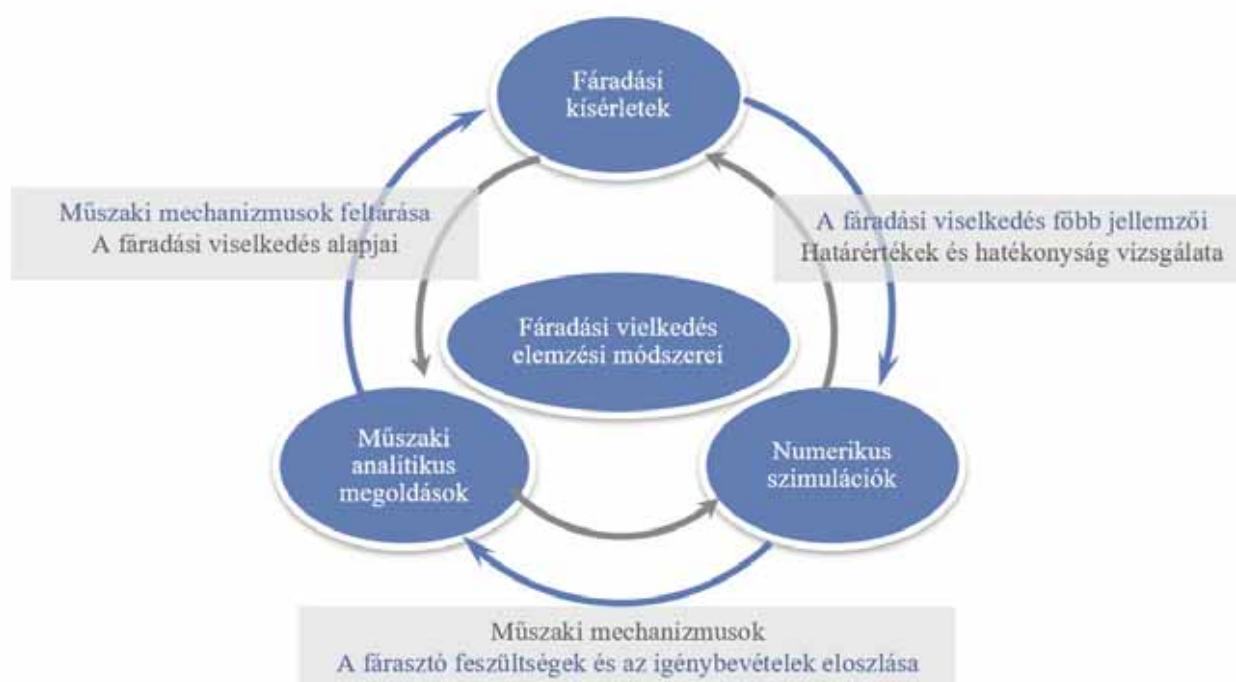 Fáradási
kísérletek
Műszaki mechanizmusok feltárása
A fáradási viselkedés alapjai
A fáradási viselkedés főbb jellemzői
Határértékek és hatékonyság vizsgálata
Fáradási vielkedés
elemzési módszerei
Műszaki
analitikus
megoldások
Numerikus
szimulációk
Műszaki mechanizmusok
A fárasztó feszültségek és az igénybevételek eloszlása